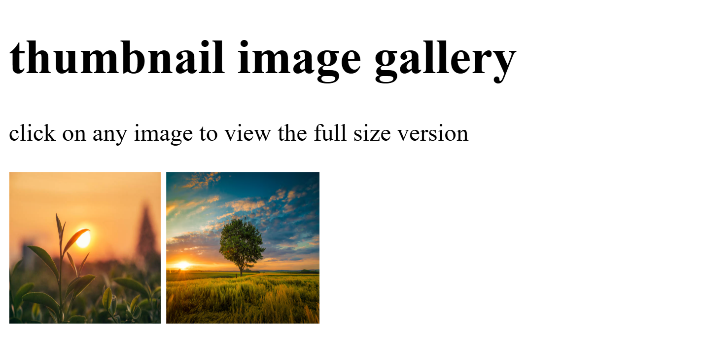 thumbnail image gallery
click on any image to view the full size version